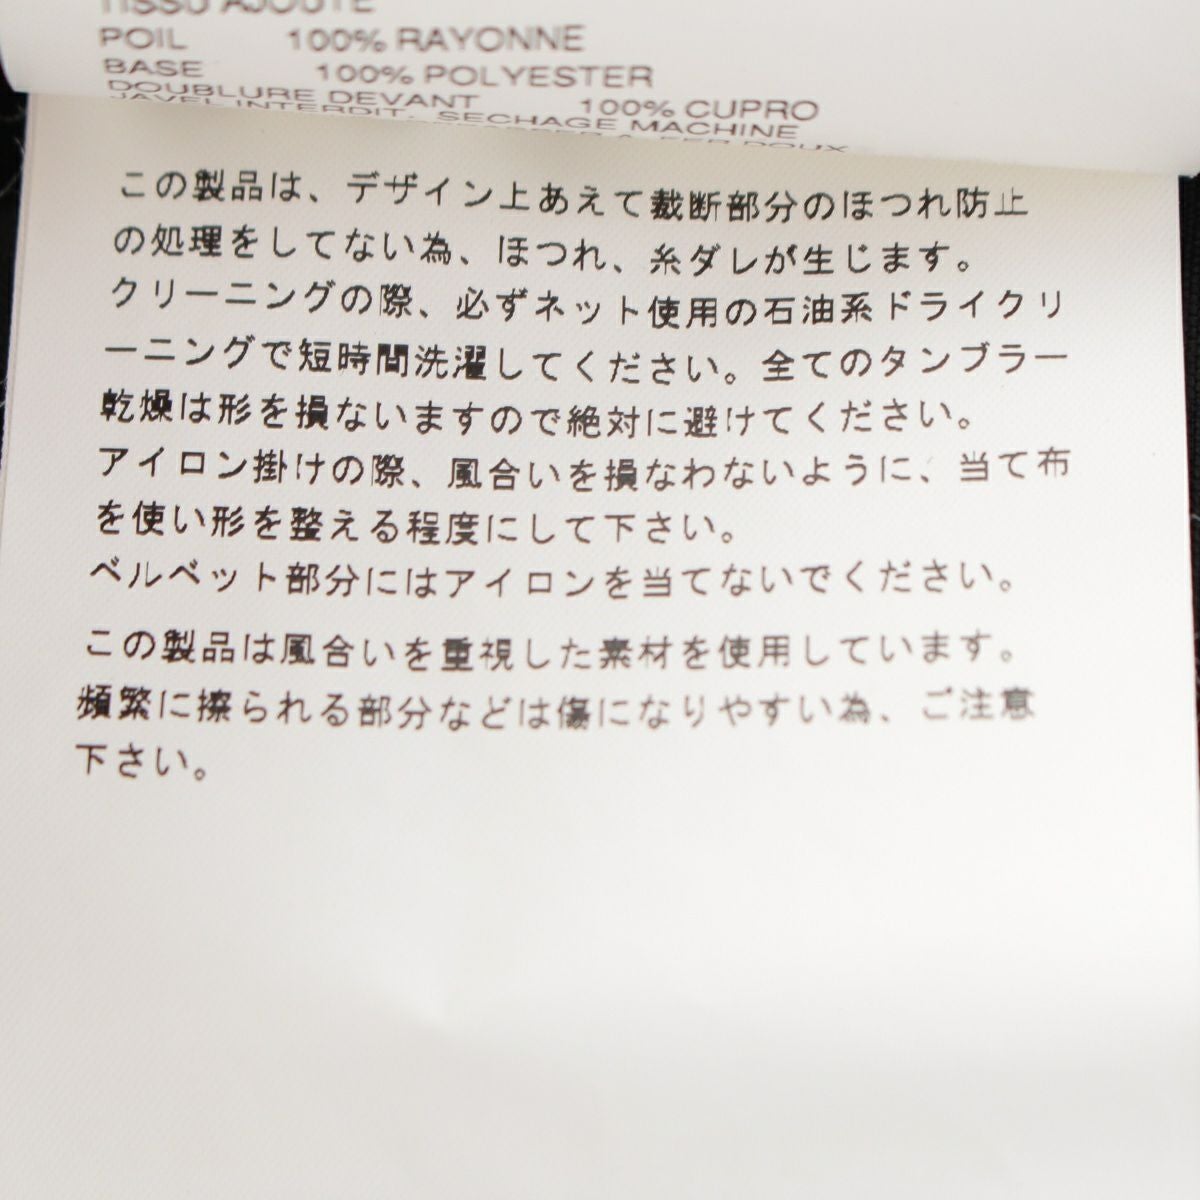 TISSU AJOUTE
POIL 100% RAYONNE
BASE 100% POLYESTER
DOUBLURE DEVANT 100% CUPRO
JAVEL INTERDIT. SECHAGE MACHINE
A FER DOUX
この製品は、デザイン上あえて裁断部分のほつれ防止
の処理をしてない為、ほつれ、糸ダレが生じます。
クリーニングの際、必ずネット使用の石油系ドライクリ
ーニングで短時間洗濯してください。全てのタンブラー
乾燥は形を損ないますので絶対に避けてください。
アイロン掛けの際、風合いを損なわないように、当て布
を使い形を整える程度にして下さい。
ベルベット部分にはアイロンを当てないでください。
この製品は風合いを重視した素材を使用しています。
頻繁に擦られる部分などは傷になりやすい為、ご注意
下さい。